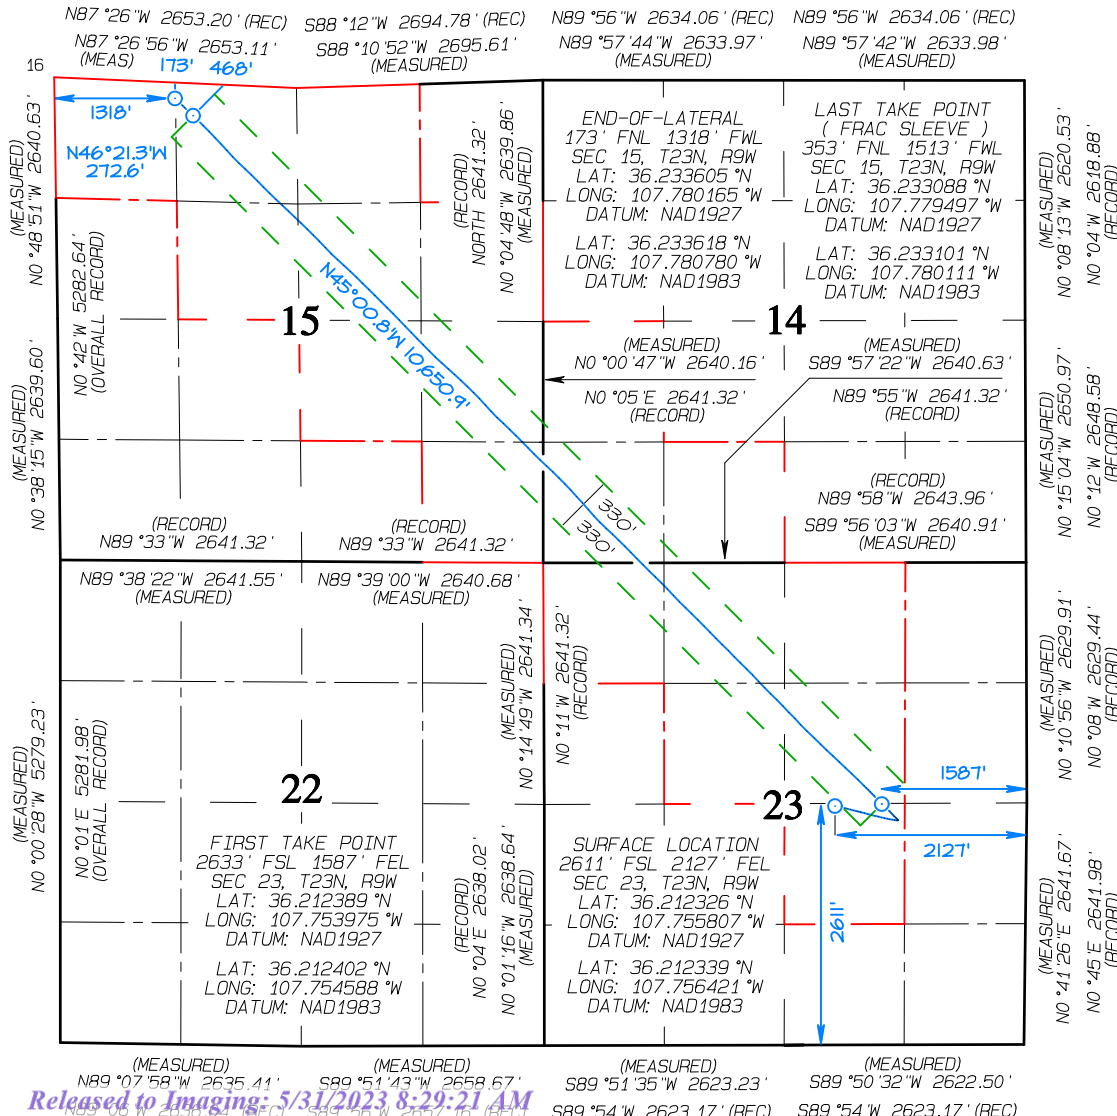 N87°26"W 2653.20'(REC)
S88°12"W 2694.78'(REC)
N89°56"W 2634.06'(REC)
N89°56"W 2634.06'(REC)
N87°26'56"W 2653.11'
(MEAS)
S88°10'52"W 2695.61'
(MEASURED)
N89°57'44"W 2633.97'
(MEASURED)
N89°57'42"W 2633.98'
(MEASURED)
16
173' 468'
1318'
N46°21.3'W
272.6'
END-OF-LATERAL
173' FNL 1318' FWL
SEC 15, T23N, R9W
LAT: 36.233605 °N
LONG: 107.780165 °W
DATUM: NAD1927
LAT: 36.233618 °N
LONG: 107.780780 °W
DATUM: NAD1983
LAST TAKE POINT
( FRAC SLEEVE )
353' FNL 1513' FWL
SEC 15, T23N, R9W
LAT: 36.233088 °N
LONG: 107.779497 °W
DATUM: NAD1927
LAT: 36.233101 °N
LONG: 107.780111 °W
DATUM: NAD1983
(MEASURED)
N0°48'51"W 2640.63'
N0°42'W 5282.64'
(OVERALL RECORD)
(MEASURED)
N0°38'15"W 2639.60'
(RECORD)
NORTH 2641.32'
N0°04'48"W 2639.86'
(MEASURED)
(MEASURED)
N0°08'13"W 2620.53'
N0°04'W 2618.88'
(RECORD)
15
14
N45°00.8'W 10,650.9'
(MEASURED)
N0°00'47"W 2640.16'
N0°05'E 2641.32'
(RECORD)
(MEASURED)
S89°57'22"W 2640.63'
N89°55"W 2641.32'
(RECORD)
(MEASURED)
N0°15'04"W 2650.97'
N0°12'W 2648.58'
(RECORD)
(RECORD)
N89°58"W 2643.96'
S89°56'03"W 2640.91'
(MEASURED)
330'
330'
(RECORD)
N89°33"W 2641.32'
(RECORD)
N89°33"W 2641.32'
N89°38'22"W 2641.55'
(MEASURED)
N89°39'00"W 2640.68'
(MEASURED)
(MEASURED)
N0°14'49"W 2641.34'
N0°11'W 2641.32'
(RECORD)
(MEASURED)
N0°10'56"W 2629.91'
N0°08'W 2629.44'
(RECORD)
(MEASURED)
N0°00'28"W 5279.23'
N0°01'E 5281.98'
(OVERALL RECORD)
22
23
1587'
2127'
2611'
FIRST TAKE POINT
2633' FSL 1587' FEL
SEC 23, T23N, R9W
LAT: 36.212389 °N
LONG: 107.753975 °W
DATUM: NAD1927
LAT: 36.212402 °N
LONG: 107.754588 °W
DATUM: NAD1983
(RECORD)
N0°04'E 2638.02'
N0°01'16"W 2638.64'
(MEASURED)
SURFACE LOCATION
2611' FSL 2127' FEL
SEC 23, T23N, R9W
LAT: 36.212326 °N
LONG: 107.755807 °W
DATUM: NAD1927
LAT: 36.212339 °N
LONG: 107.756421 °W
DATUM: NAD1983
(MEASURED)
N0°41'26"E 2641.67'
N0°45'E 2641.98'
(RECORD)
(MEASURED)
N89°07'58"W 2635.41'
(MEASURED)
S89°51'43"W 2658.67'
(MEASURED)
S89°51'35"W 2623.23'
(MEASURED)
S89°50'32"W 2622.50'
Released to Imaging: 5/31/2023 8:29:21 AM
S89°54"W 2623.17'(REC)
S89°54"W 2623.17'(REC)